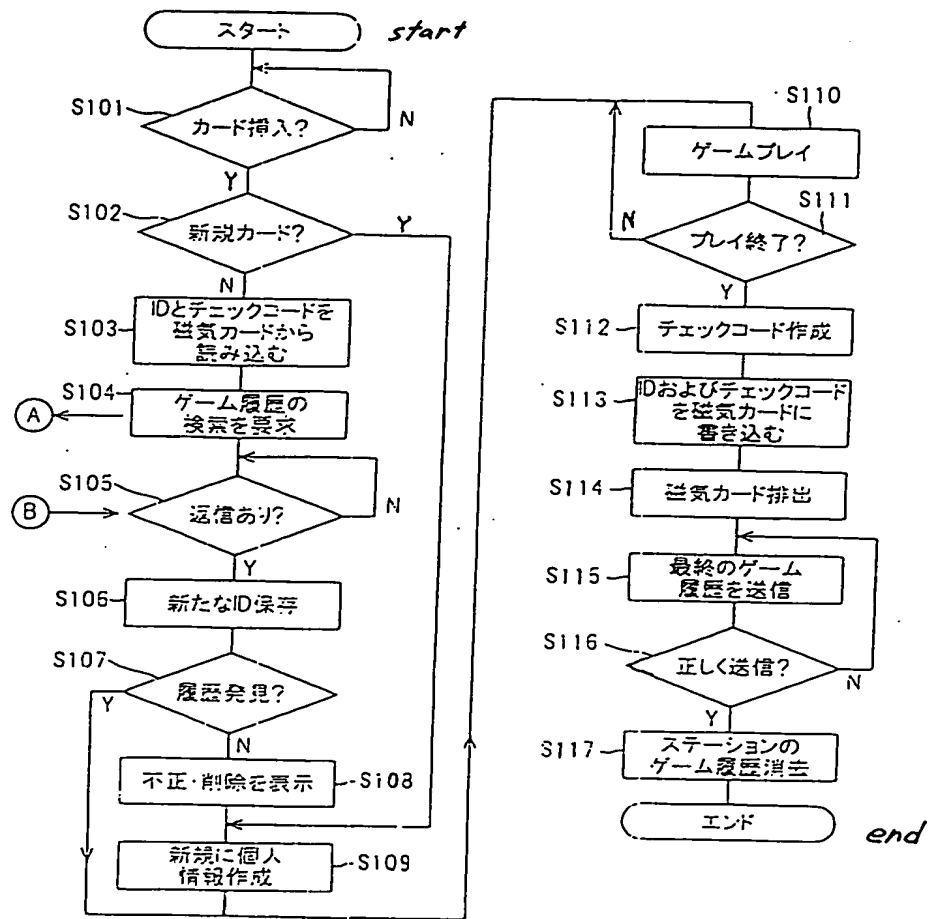 スタート
start
S101
カード挿入?
N
Y
S102
新規カード?
Y
N
S103
IDとチェックコードを
磁気カードから
読み込む
S104
ゲーム履歴の
検索を要求
A
S105
返信あり?
N
B
Y
S106
新たなID保存
S107
履歴発見?
Y
N
不正・削除を表示
S108
新規に個人
情報作成
S109
S110
ゲームプレイ
S111
N
プレイ終了?
Y
S112
チェックコード作成
S113
IDおよびチェックコード
を磁気カードに
書き込む
S114
磁気カード排出
S115
最終のゲーム
履歴を送信
S116
正しく送信?
N
Y
S117
ステーションの
ゲーム履歴消去
エンド
end